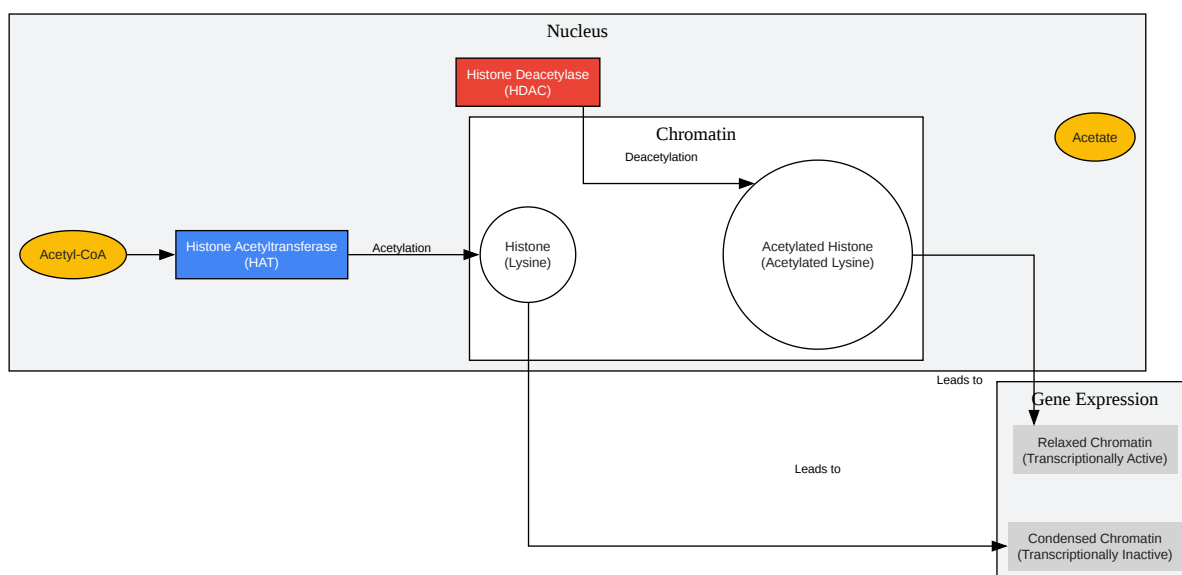 Nucleus
Histone Deacetylase
(HDAC)
Chromatin
Acetate
Deacetylation
Acetyl-CoA
Histone Acetyltransferase
(HAT)
Acetylation
Histone
(Lysine)
Acetylated Histone
(Acetylated Lysine)
Leads to
Gene Expression
Relaxed Chromatin
(Transcriptionally Active)
Leads to
Condensed Chromatin
(Transcriptionally Inactive)